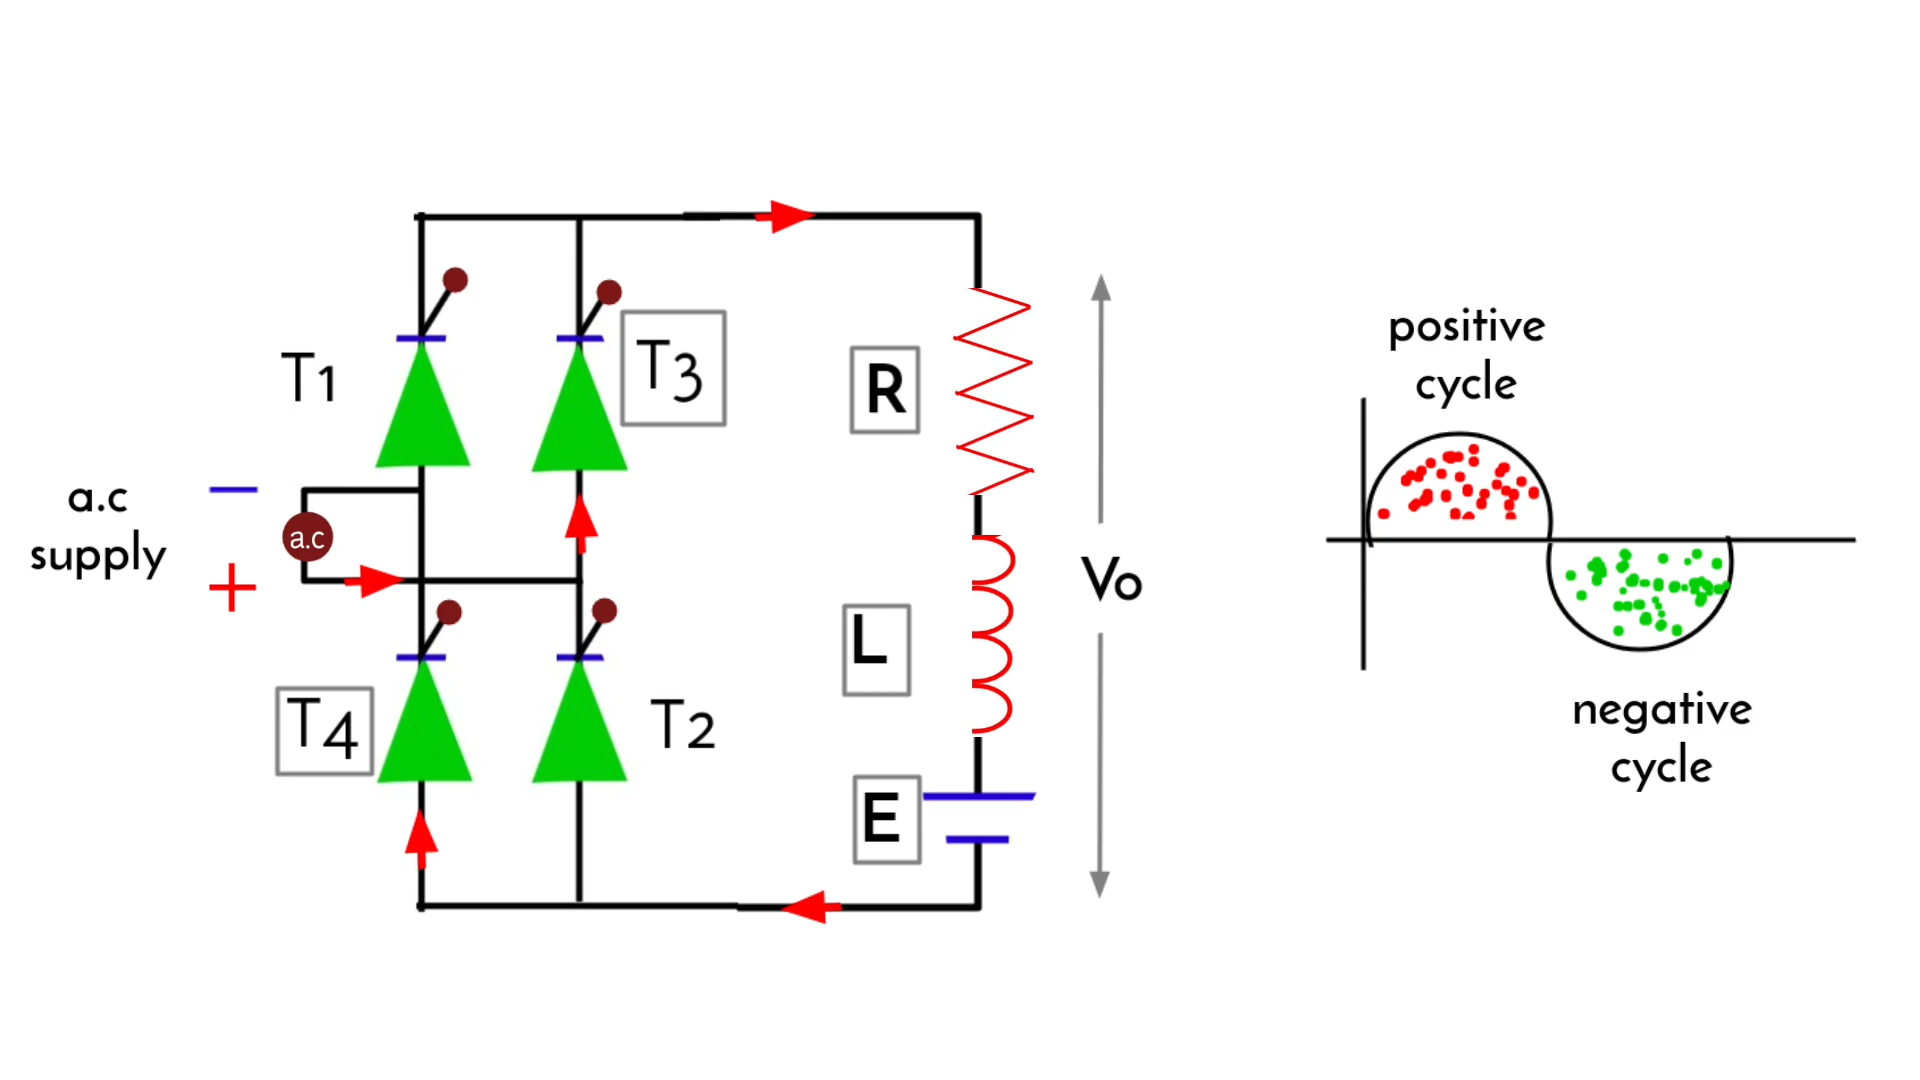 T1
T3
a.c
supply
−
+
a.c
T4
T2
R
L
E
Vo
positive
cycle
negative
cycle